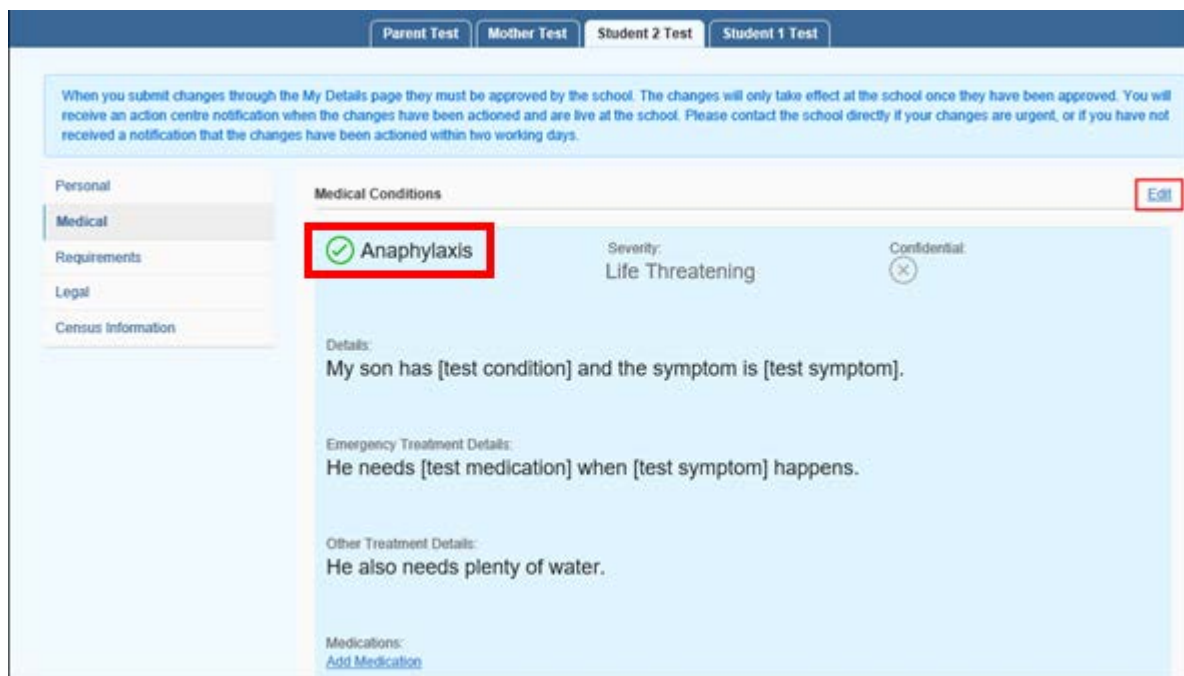 Parent Test Mother Test Student 2 Test Student 1 Test
When you submit changes through the My Details page they must be approved by the school. The changes will only take effect at the school once they have been approved. You will
receive an action centre notification when the changes have been actioned and are live at the school. Please contact the school directly if your changes are urgent, or if you have not
received a notification that the changes have been actioned within two working days.
Personal
Medical
Requirements
Legal
Census Information
Medical Conditions Edit
Anaphylaxis
Severity:
Life Threatening
Confidential:
Details:
My son has [test condition] and the symptom is [test symptom].
Emergency Treatment Details:
He needs [test medication] when [test symptom] happens.
Other Treatment Details:
He also needs plenty of water.
Medications:
Add Medication